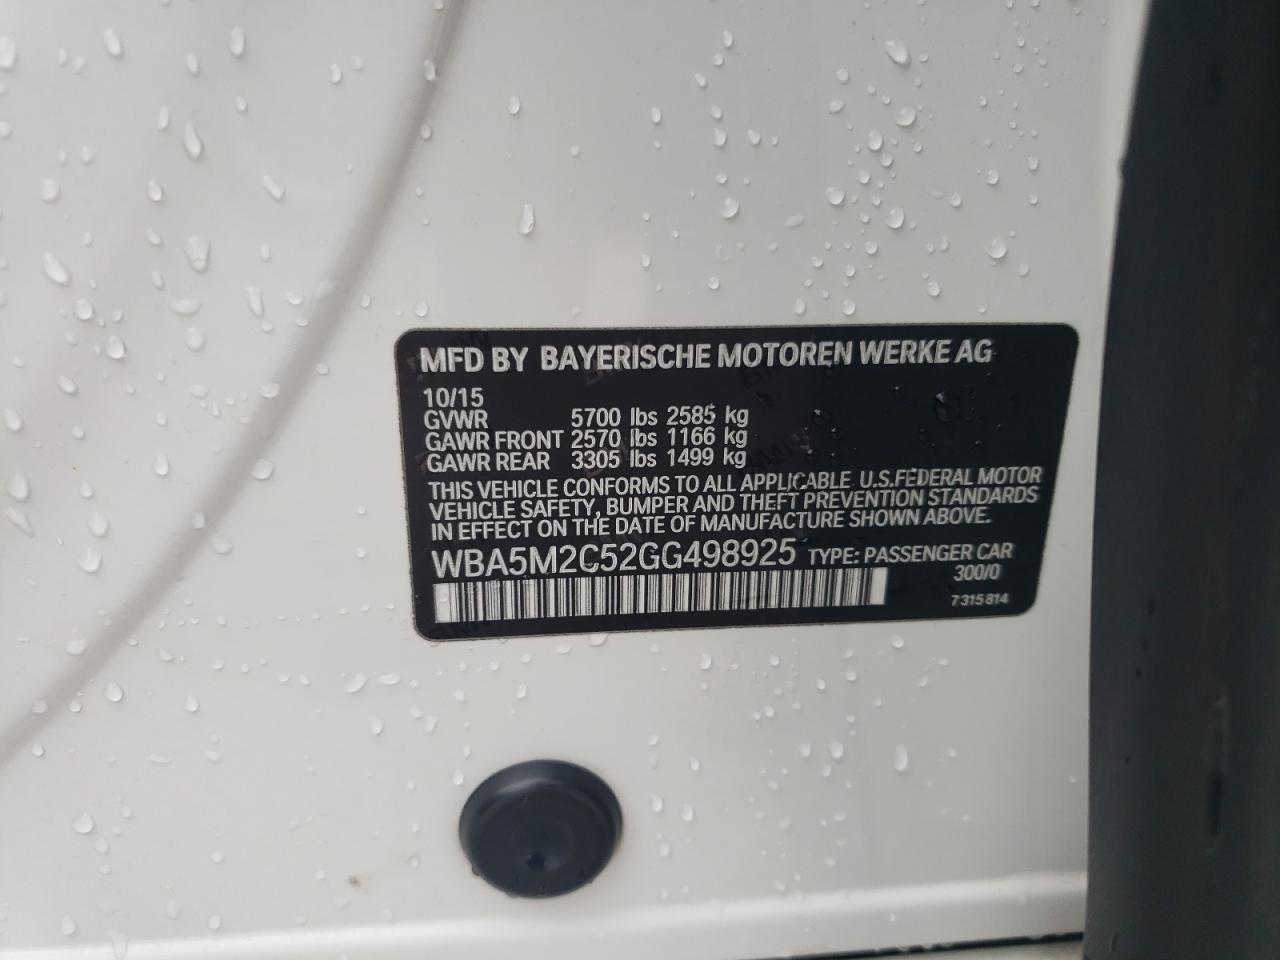 MFD BY BAYERISCHE MOTOREN WERKE AG
10/15
GVWR 5700 lbs 2585 kg
GAWR FRONT 2570 lbs 1166 kg
GAWR REAR 3305 lbs 1499 kg
THIS VEHICLE CONFORMS TO ALL APPLICABLE U.S.FEDERAL MOTOR
VEHICLE SAFETY, BUMPER AND THEFT PREVENTION STANDARDS
IN EFFECT ON THE DATE OF MANUFACTURE SHOWN ABOVE.
WBA5M2C52GG498925 TYPE: PASSENGER CAR
300/0
7315814